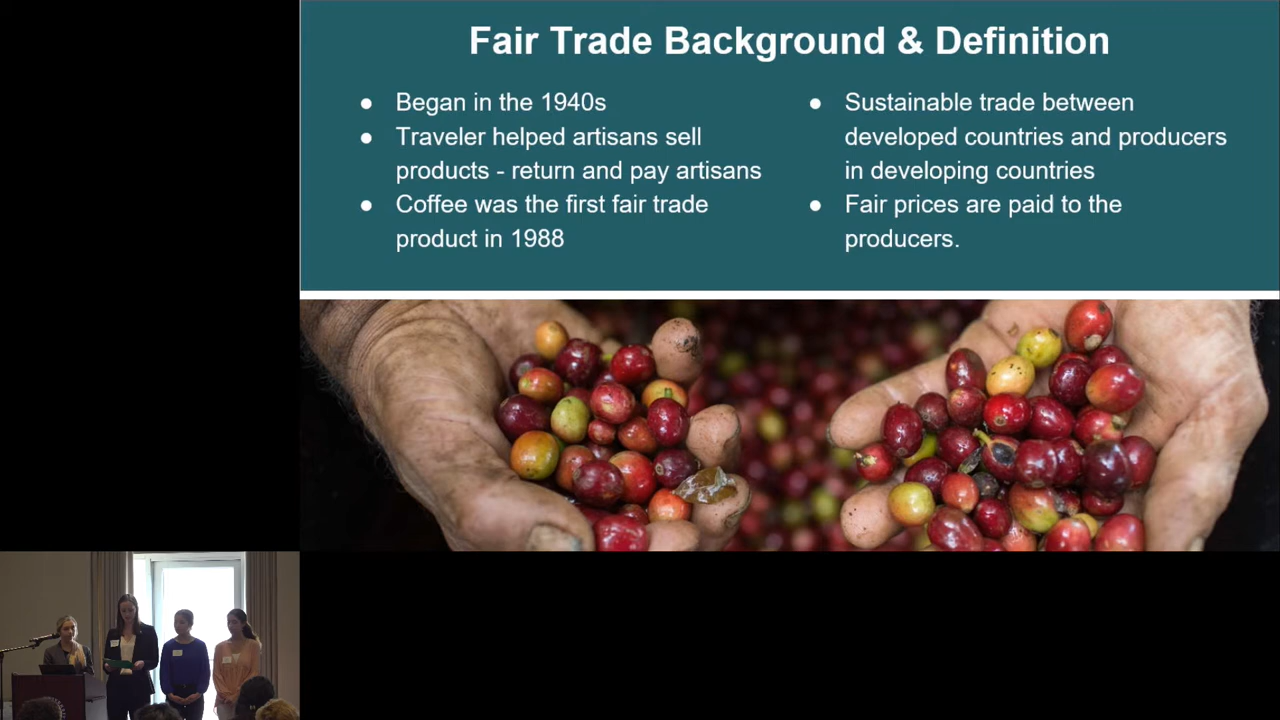 Fair Trade Background & Definition
● Began in the 1940s
● Traveler helped artisans sell
products - return and pay artisans
● Coffee was the first fair trade
product in 1988
● Sustainable trade between
developed countries and producers
in developing countries
● Fair prices are paid to the
producers.